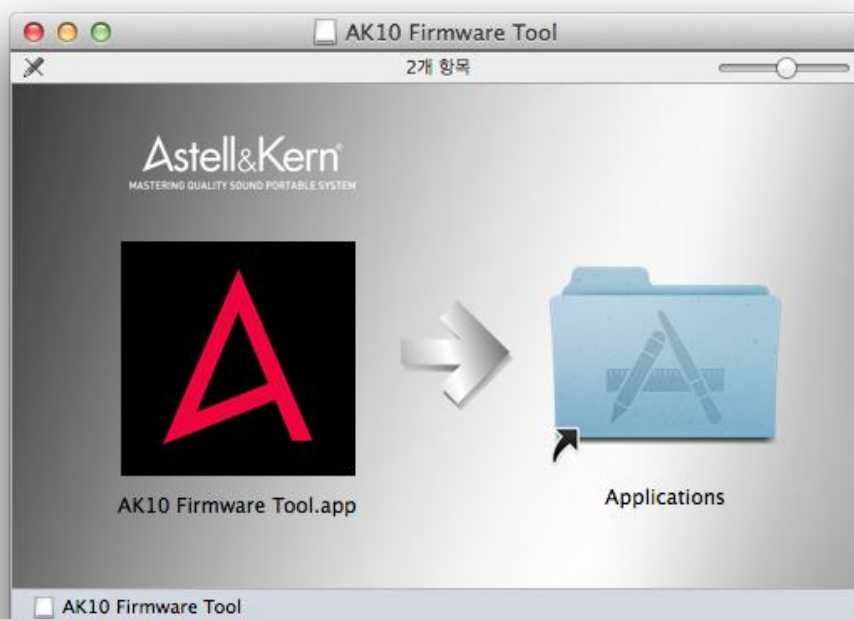 AK10 Firmware Tool
2개 항목
Astell&Kern®
MASTERING QUALITY SOUND PORTABLE SYSTEM
AK10 Firmware Tool.app
Applications
AK10 Firmware Tool